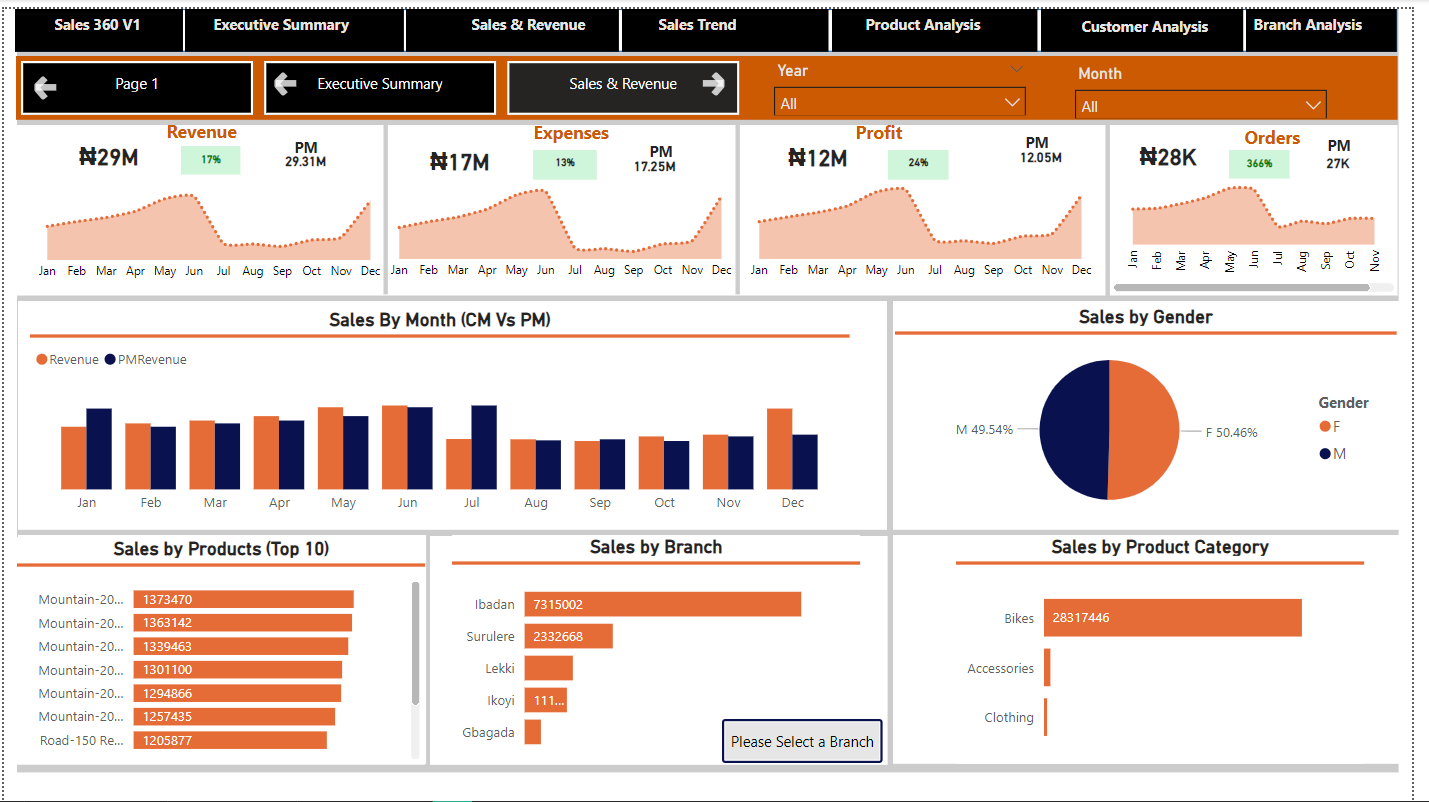 Sales 360 V1
Executive Summary
Sales & Revenue
Sales Trend
Product Analysis
Customer Analysis
Branch Analysis
Page 1
Executive Summary
Sales & Revenue
Year
All
Month
All
Revenue
₦29M
17%
PM
29.31M
Jan Feb Mar Apr May Jun Jul Aug Sep Oct Nov Dec
Expenses
₦17M
13%
PM
17.25M
Jan Feb Mar Apr May Jun Jul Aug Sep Oct Nov Dec
Profit
₦12M
24%
PM
12.05M
Jan Feb Mar Apr May Jun Jul Aug Sep Oct Nov Dec
Orders
₦28K
366%
PM
27K
Jan Feb Mar Apr May Jun Jul Aug Sep Oct Nov
Sales By Month (CM Vs PM)
Revenue PMRevenue
Jan Feb Mar Apr May Jun Jul Aug Sep Oct Nov Dec
Sales by Gender
M 49.54%
F 50.46%
Gender
F
M
Sales by Products (Top 10)
Mountain-20... 1373470
Mountain-20... 1363142
Mountain-20... 1339463
Mountain-20... 1301100
Mountain-20... 1294866
Mountain-20... 1257435
Road-150 Re... 1205877
Sales by Branch
Ibadan 7315002
Surulere 2332668
Lekki
Ikoyi 111...
Gbagada
Please Select a Branch
Sales by Product Category
Bikes 28317446
Accessories
Clothing